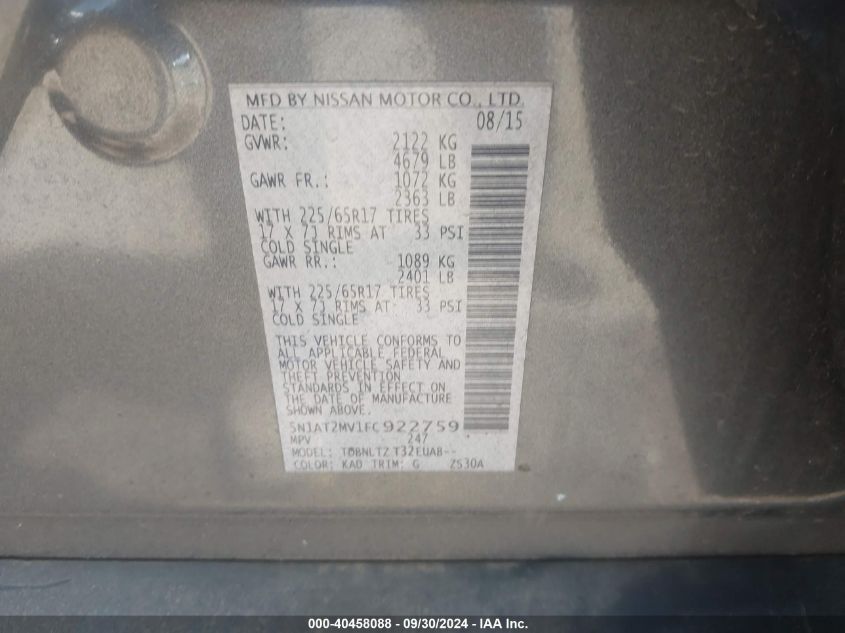 MFD BY NISSAN MOTOR CO., LTD.
DATE: 08/15
GVWR: 2122 KG
4679 LB
GAWR FR.: 1072 KG
2363 LB
WITH 225/65R17 TIRES
17 X 7J RIMS AT 33 PSI
COLD SINGLE
GAWR RR.: 1089 KG
2401 LB
WITH 225/65R17 TIRES
17 X 7J RIMS AT 33 PSI
COLD SINGLE
THIS VEHICLE CONFORMS TO
ALL APPLICABLE FEDERAL
MOTOR VEHICLE SAFETY AND
THEFT PREVENTION
STANDARDS IN EFFECT ON
THE DATE OF MANUFACTURE
SHOWN ABOVE.
5N1AT2MV1FC922759
MPV 247
MODEL: TDBNLTZ T32EUAB--
COLOR: KAD TRIM: G ZS30A
000-40458088 - 09/30/2024 - IAA Inc.